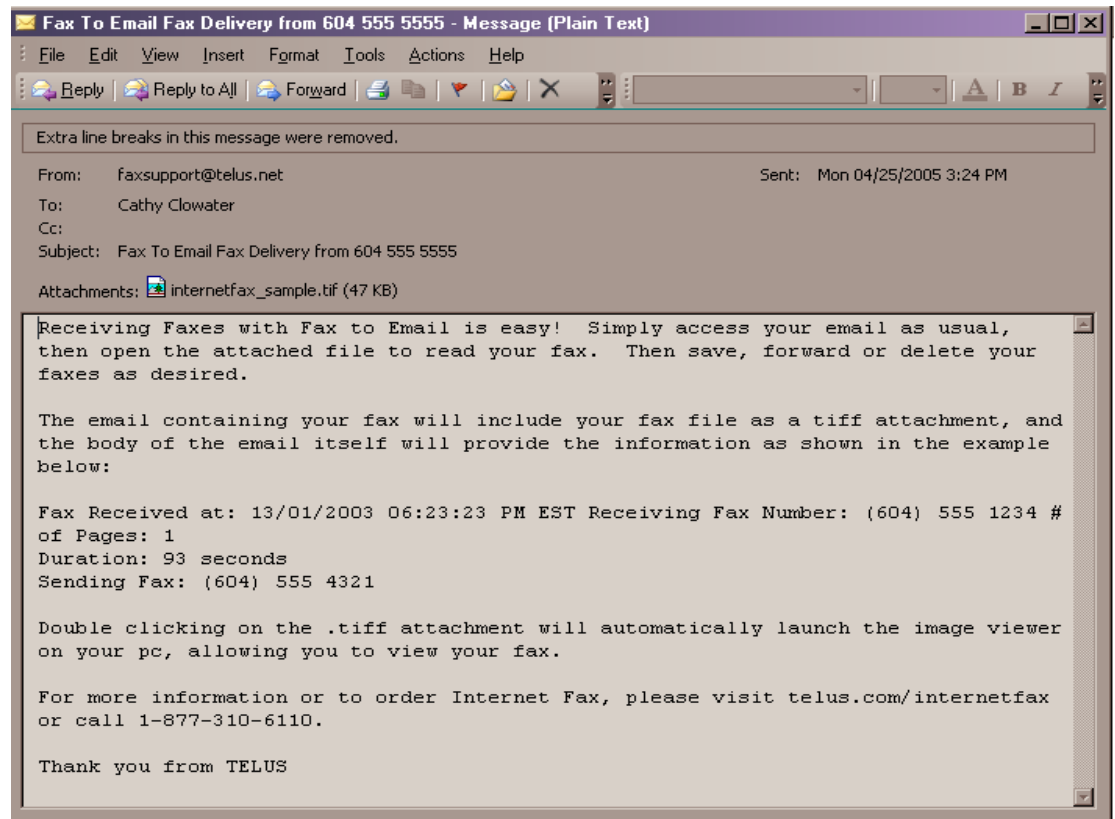 Fax To Email Fax Delivery from 604 555 5555 - Message (Plain Text)
File Edit View Insert Format Tools Actions Help
Reply Reply to All Forward A B I
Extra line breaks in this message were removed.
From: faxsupport@telus.net Sent: Mon 04/25/2005 3:24 PM
To: Cathy Clowater
Cc:
Subject: Fax To Email Fax Delivery from 604 555 5555
Attachments: internetfax_sample.tif (47 KB)
Receiving Faxes with Fax to Email is easy! Simply access your email as usual,
then open the attached file to read your fax. Then save, forward or delete your
faxes as desired.
The email containing your fax will include your fax file as a tiff attachment, and
the body of the email itself will provide the information as shown in the example
below:
Fax Received at: 13/01/2003 06:23:23 PM EST Receiving Fax Number: (604) 555 1234 #
of Pages: 1
Duration: 93 seconds
Sending Fax: (604) 555 4321
Double clicking on the .tiff attachment will automatically launch the image viewer
on your pc, allowing you to view your fax.
For more information or to order Internet Fax, please visit telus.com/internetfax
or call 1-877-310-6110.
Thank you from TELUS